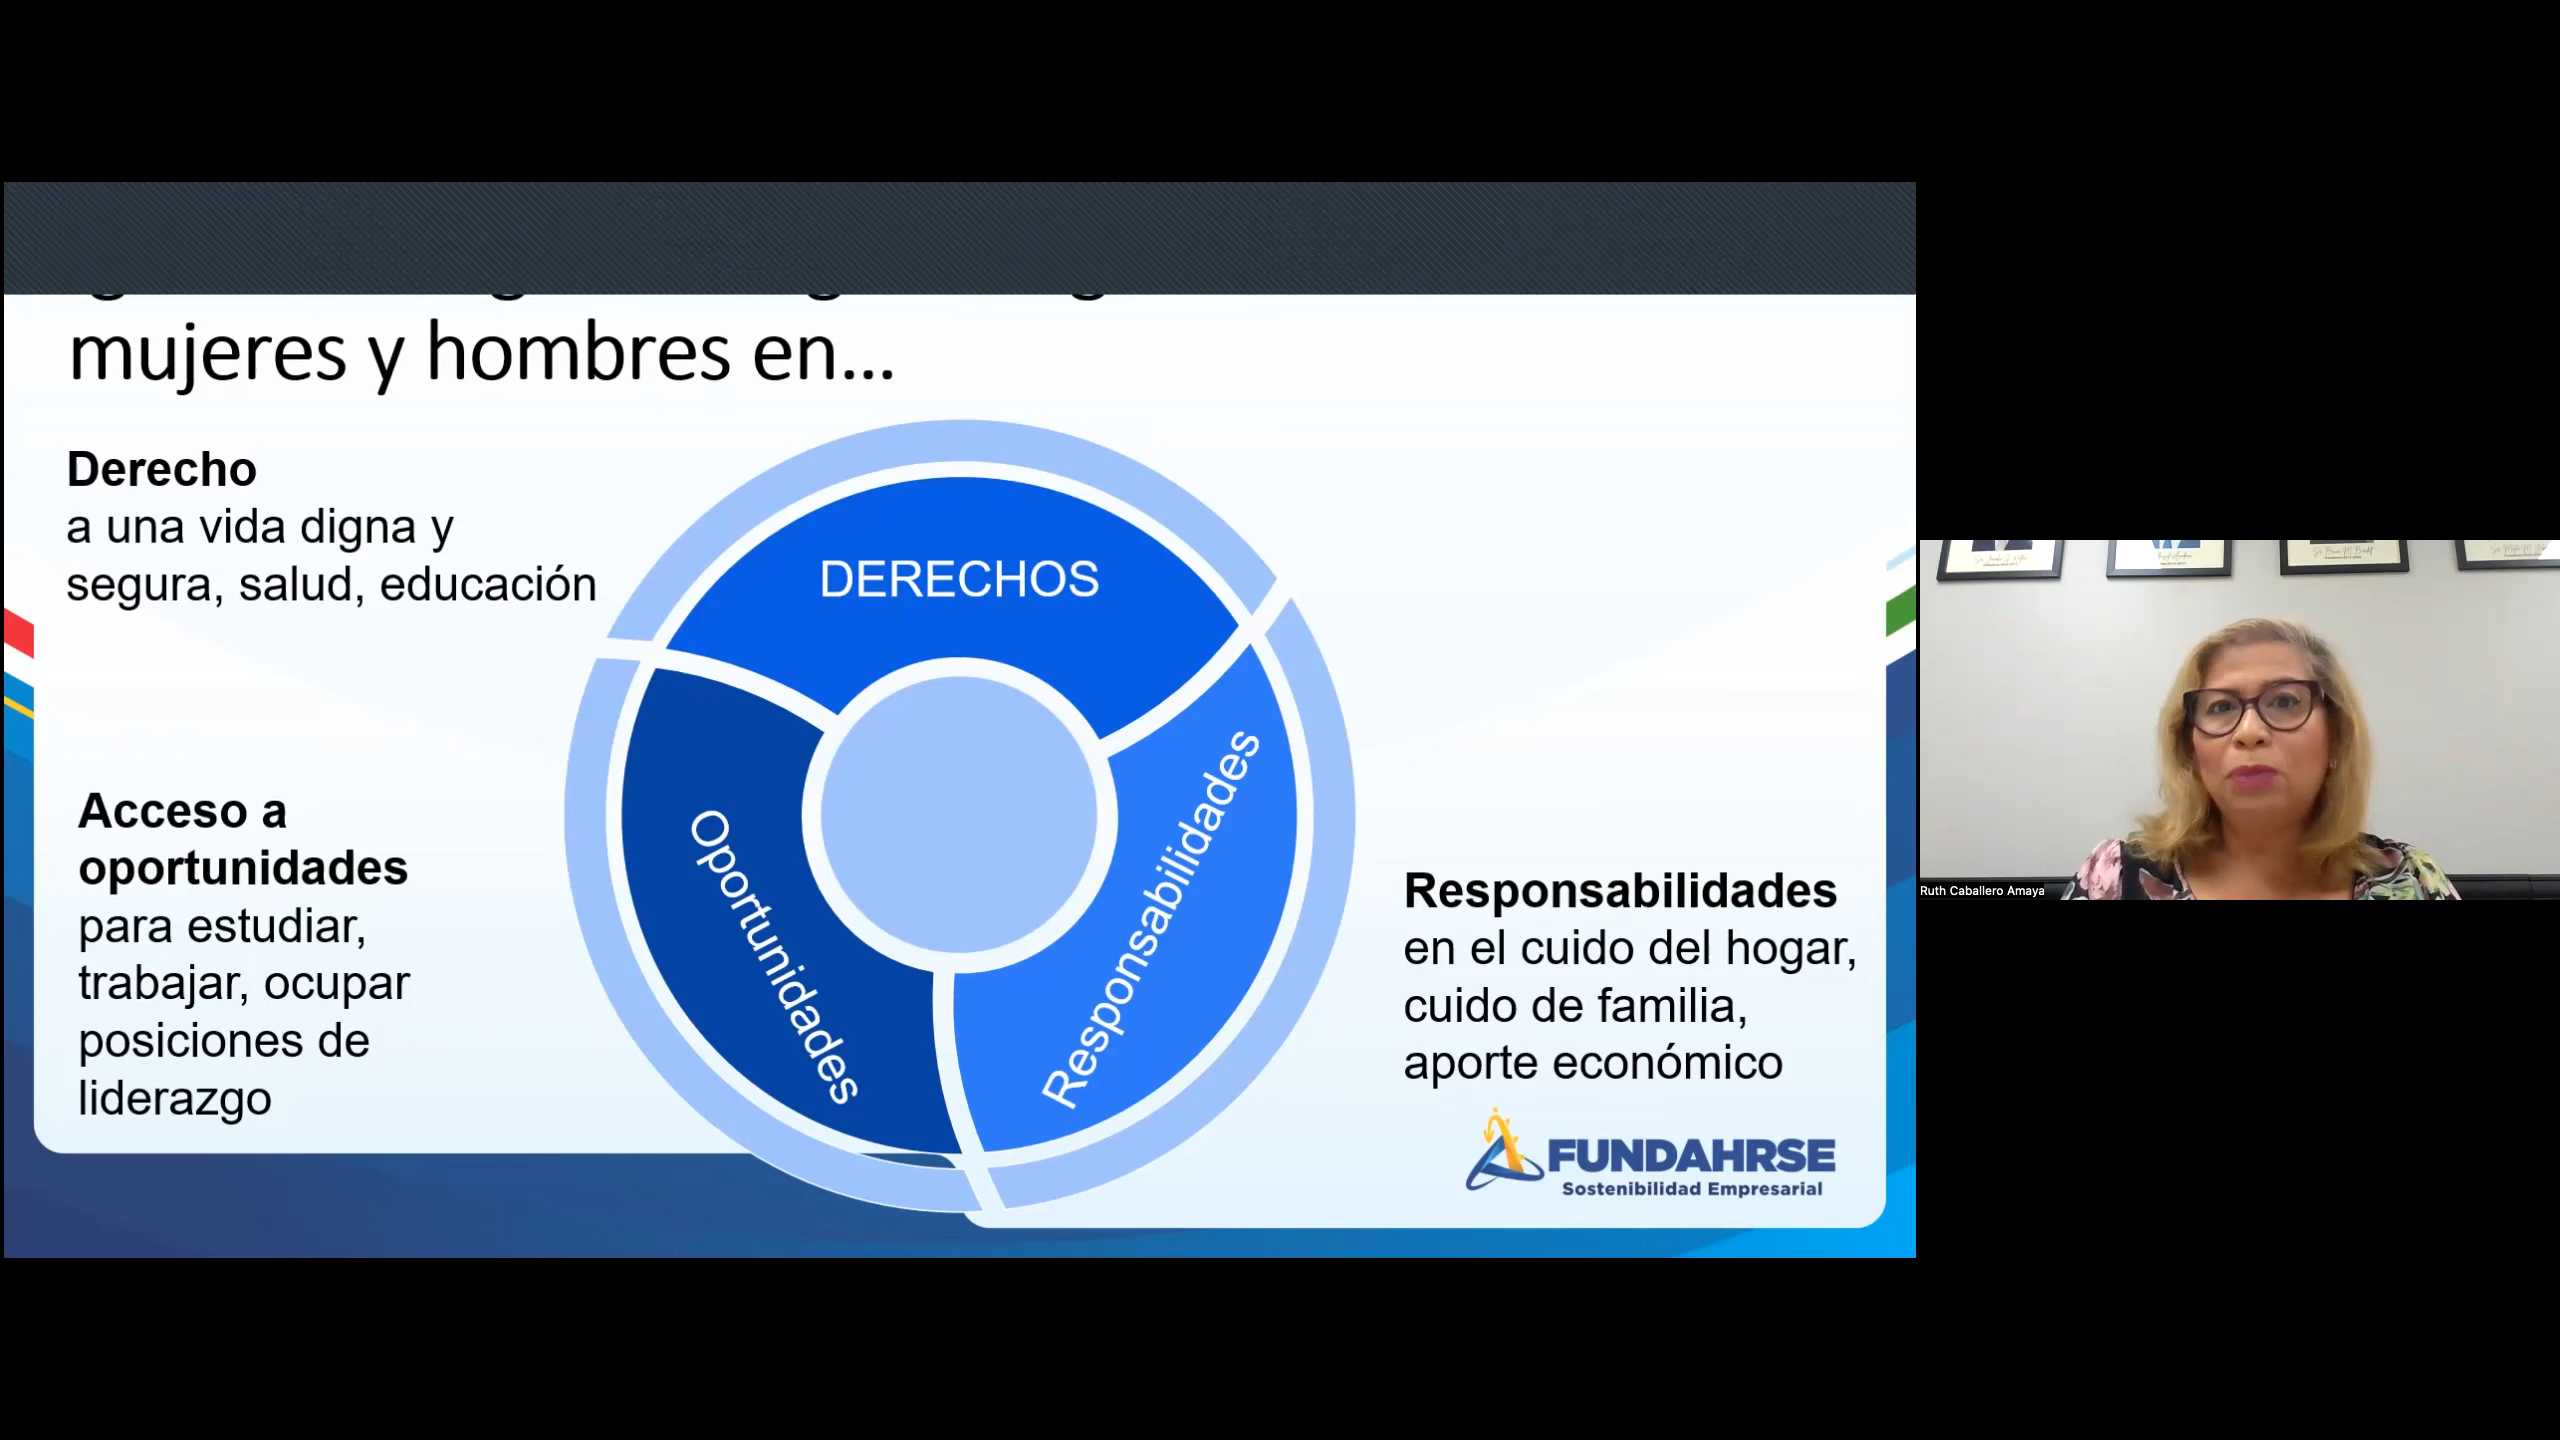 mujeres y hombres en...
Derecho
a una vida digna y
segura, salud, educación
DERECHOS
Oportunidades
Responsabilidades
Acceso a
oportunidades
para estudiar,
trabajar, ocupar
posiciones de
liderazgo
Responsabilidades
en el cuido del hogar,
cuido de familia,
aporte económico
FUNDAHRSE
Sostenibilidad Empresarial
Ruth Caballero Amaya